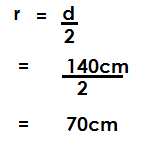 r = d/2
= 140cm/2
= 70cm